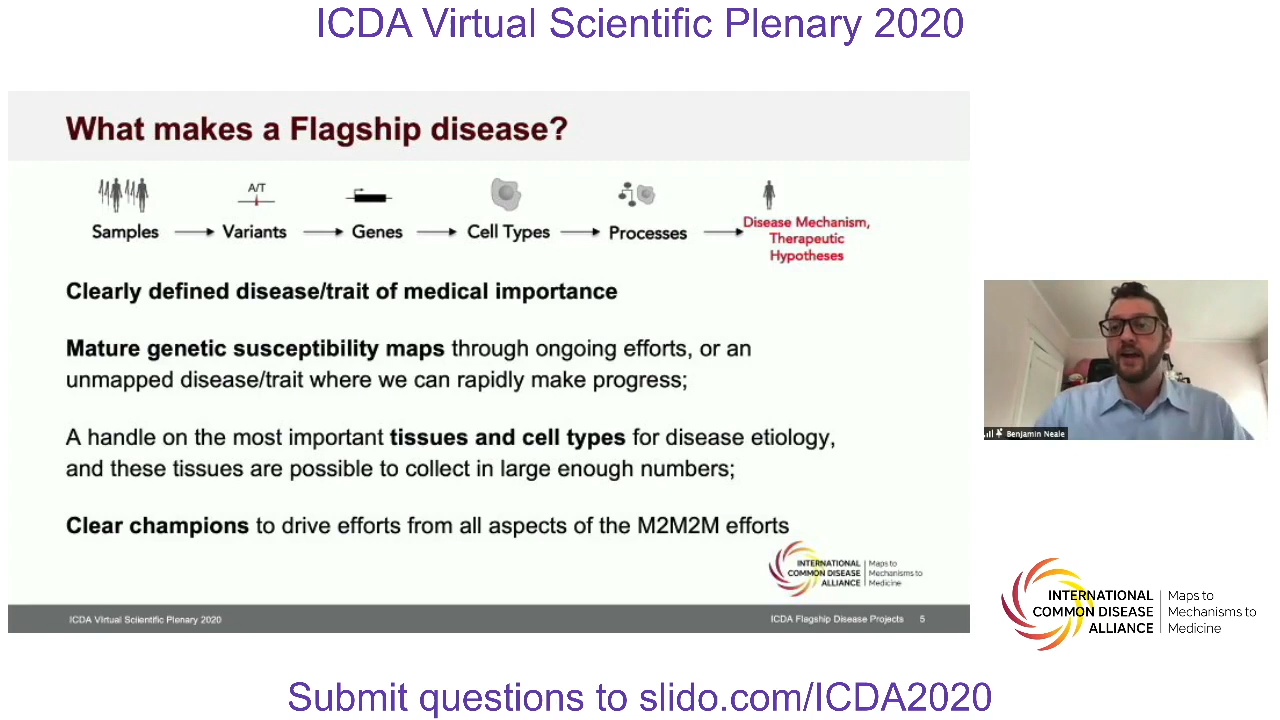 ICDA Virtual Scientific Plenary 2020
What makes a Flagship disease?
A/T
Samples
Variants
Genes
Cell Types
Processes
Disease Mechanism,
Therapeutic
Hypotheses
Clearly defined disease/trait of medical importance
Mature genetic susceptibility maps through ongoing efforts, or an
unmapped disease/trait where we can rapidly make progress;
A handle on the most important tissues and cell types for disease etiology,
and these tissues are possible to collect in large enough numbers;
Clear champions to drive efforts from all aspects of the M2M2M efforts
INTERNATIONAL
COMMON DISEASE
ALLIANCE
Maps to
Mechanisms to
Medicine
ICDA Virtual Scientific Plenary 2020
ICDA Flagship Disease Projects 5
Benjamin Neale
INTERNATIONAL
COMMON DISEASE
ALLIANCE
Maps to
Mechanisms to
Medicine
Submit questions to slido.com/ICDA2020